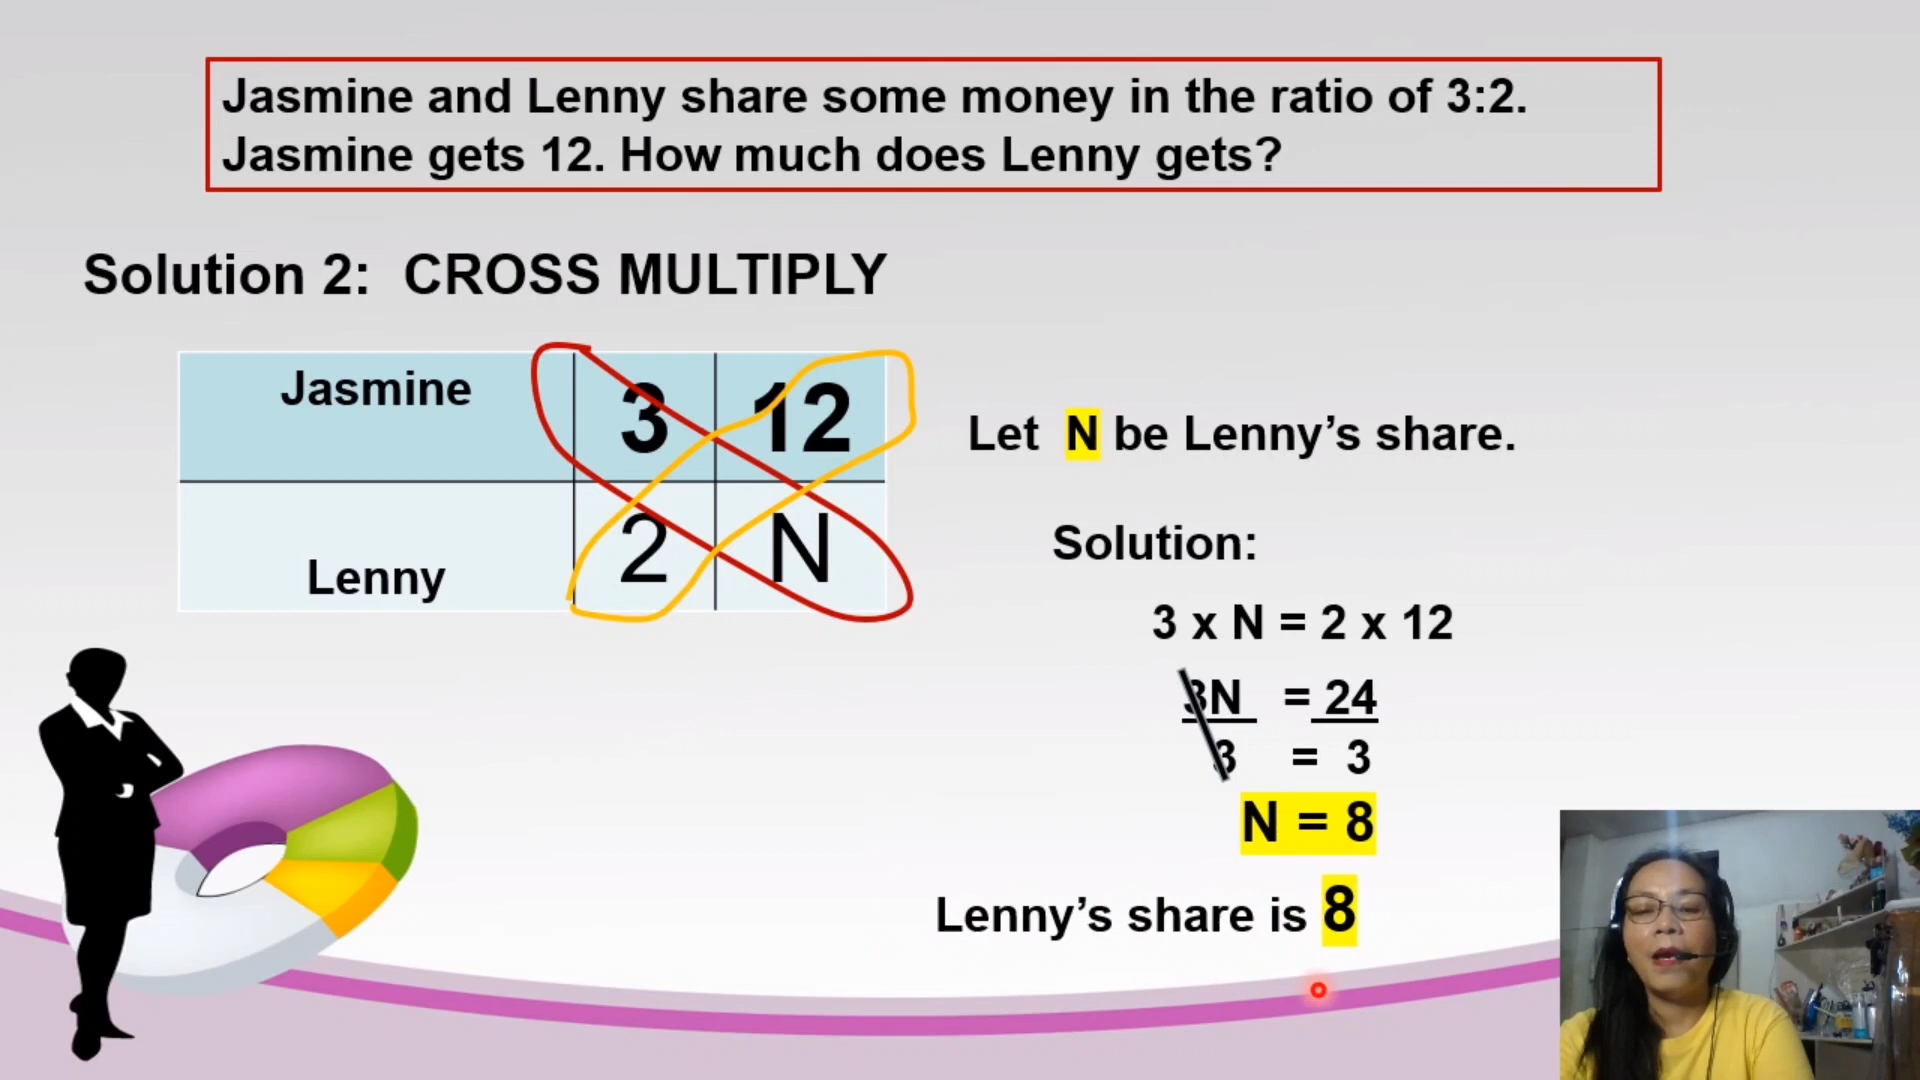 Jasmine and Lenny share some money in the ratio of 3:2.
Jasmine gets 12. How much does Lenny gets?
Solution 2: CROSS MULTIPLY
Jasmine 3 12
Lenny 2 N
Let N be Lenny’s share.
Solution:
3 x N = 2 x 12
3N = 24
3 = 3
N = 8
Lenny’s share is 8